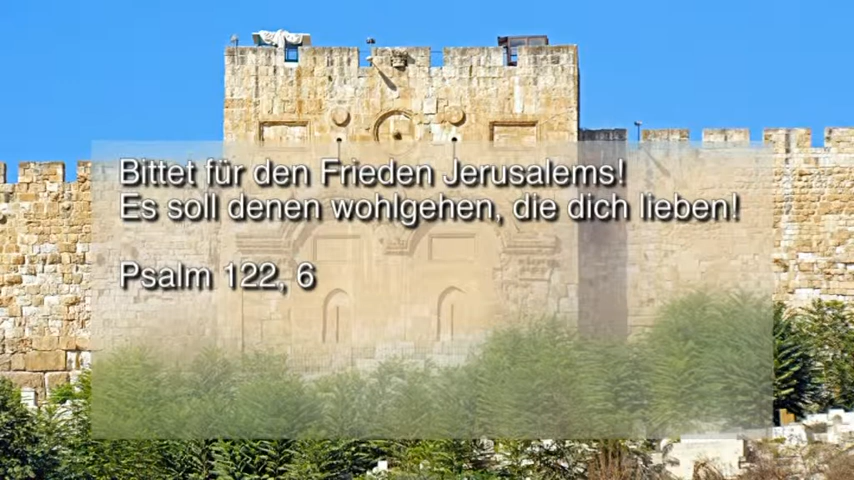 Bittet für den Frieden Jerusalems!
Es soll denen wohlgehen, die dich lieben!
Psalm 122, 6